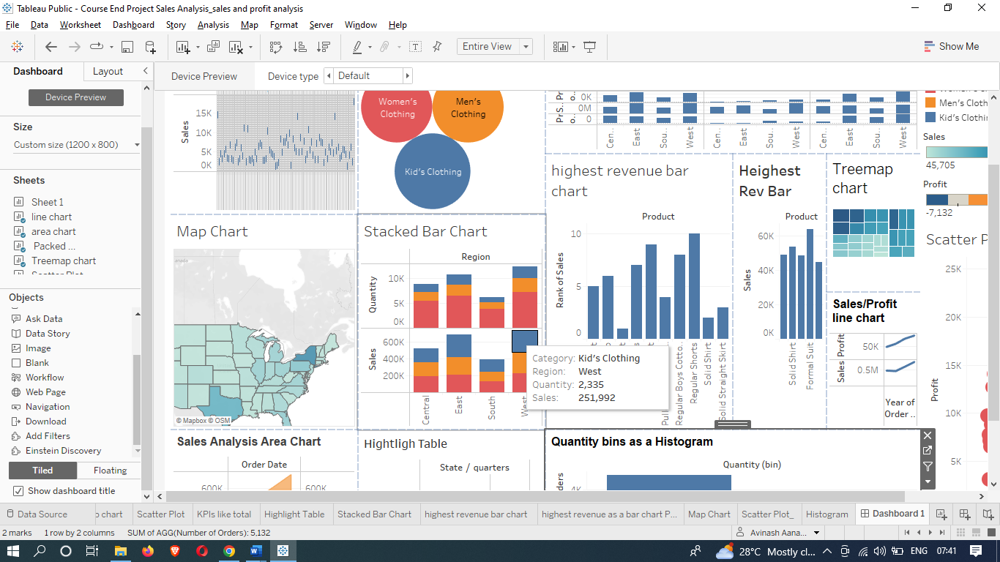 Tableau Public - Course End Project Sales Analysis_sales and profit analysis
File Data Worksheet Dashboard Story Analysis Map Format Server Window Help
Entire View
Show Me
Dashboard Layout
Device Preview
Device type Default
Device Preview
Size
Custom size (1200 x 800)
Sheets
Sheet 1
line chart
area chart
Packed ...
Treemap chart
Scatter Plot
Objects
Ask Data
Data Story
Image
Blank
Workflow
Web Page
Navigation
Download
Add Filters
Einstein Discovery
Tiled Floating
Show dashboard title
Sales
15K
10K
5K
0K
Women's Clothing
Men's Clothing
Kid's Clothing
PrS.. Pr
o.. o..
0K
0M
0
Cen.. East Sou.. West Cen.. East Sou.. West Cen.. East Sou.. West
Men's Clothi
Kid's Clothi
Sales
45,705
Profit
-7,132
Scatter P
25K
20K
15K
10K
5K
Profit
Map Chart
© Mapbox © OSM
Stacked Bar Chart
Region
Quantity
10K
5K
0K
Sales
600K
400K
200K
Central East South West
Category: Kid's Clothing
Region: West
Quantity: 2,335
Sales: 251,992
highest revenue bar
chart
Product
Rank of Sales
10
5
0
Pull
Regular Boys Cotto..
Regular Shorts
Solid Shirt
Solid Straight Skirt
Heighest
Rev Bar
Product
Sales
60K
40K
20K
0K
Solid Shirt
Formal Suit
Treemap
chart
Sales/Profit
line chart
Profit
50K
Sales
0.5M
Year of
Order ..
Sales Analysis Area Chart
Order Date
600K 600K
Hightligh Table
State / quarters
Quantity bins as a Histogram
Quantity (bin)
ders
4K
Data Source
o chart
Scatter Plot
KPIs like total
Highlight Table
Stacked Bar Chart
highest revenue bar chart
highest revenue as a bar chart P...
Map Chart
Scatter Plot_
Histogram
Dashboard 1
2 marks 1 row by 2 columns SUM of AGG(Number of Orders): 5,132
Avinash Aana...
28°C Mostly cl... ENG 07:41